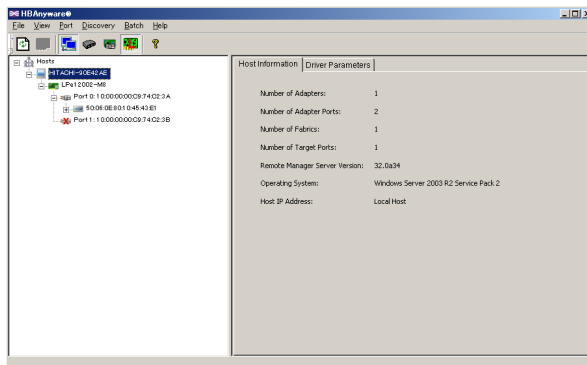 HBAnyware®
File View Port Discovery Batch Help
Hosts
HITACHI-90E42AE
LPe12002-M8
Port 0: 10:00:00:00:C9:74:C2:3A
50:06:0E:80:10:45:43:E1
Port 1: 10:00:00:00:C9:74:C2:3B
Host Information Driver Parameters
Number of Adapters: 1
Number of Adapter Ports: 2
Number of Fabrics: 1
Number of Target Ports: 1
Remote Manager Server Version: 32.0a34
Operating System: Windows Server 2003 R2 Service Pack 2
Host IP Address: Local Host